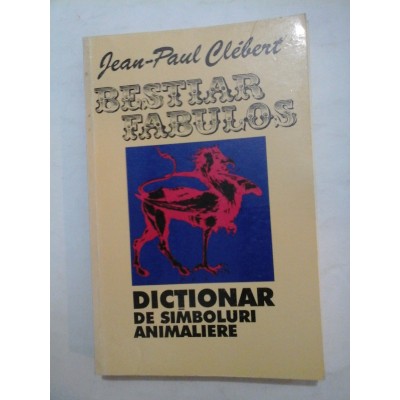 Jean-Paul Clébert
BESTIAR
FABULOS
DICTIONAR
DE SIMBOLURI
ANIMALIERE